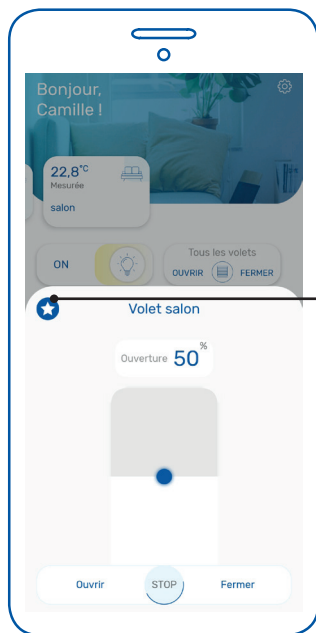 Bonjour,
Camille !
22,8°C
Mesurée
salon
ON
Tous les volets
OUVRIR
FERMER
Volet salon
Ouverture 50 %
Ouvrir
STOP
Fermer